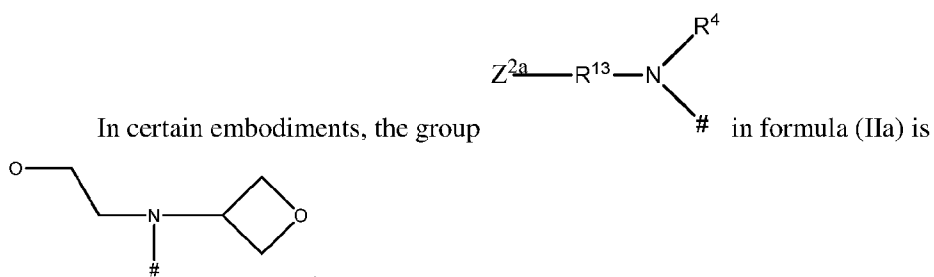 R⁴
Z²ᵃ—R¹³—N
In certain embodiments, the group # in formula (IIa) is
O
N O
#